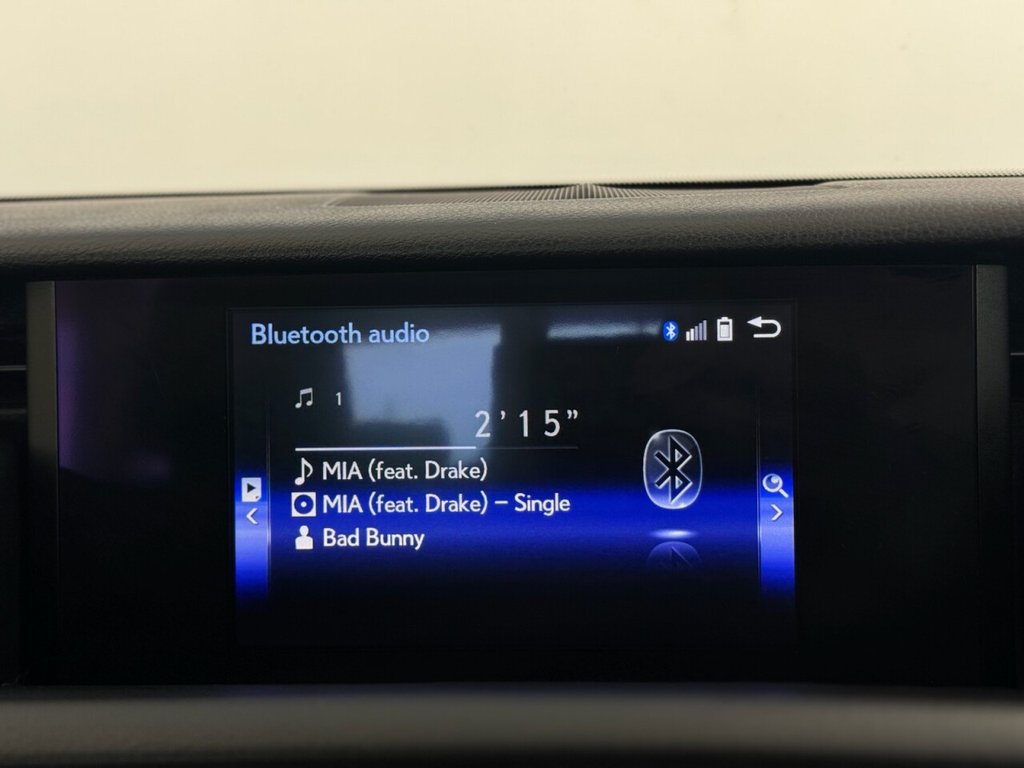 Bluetooth audio
1
2’15”
MIA (feat. Drake)
MIA (feat. Drake) – Single
Bad Bunny